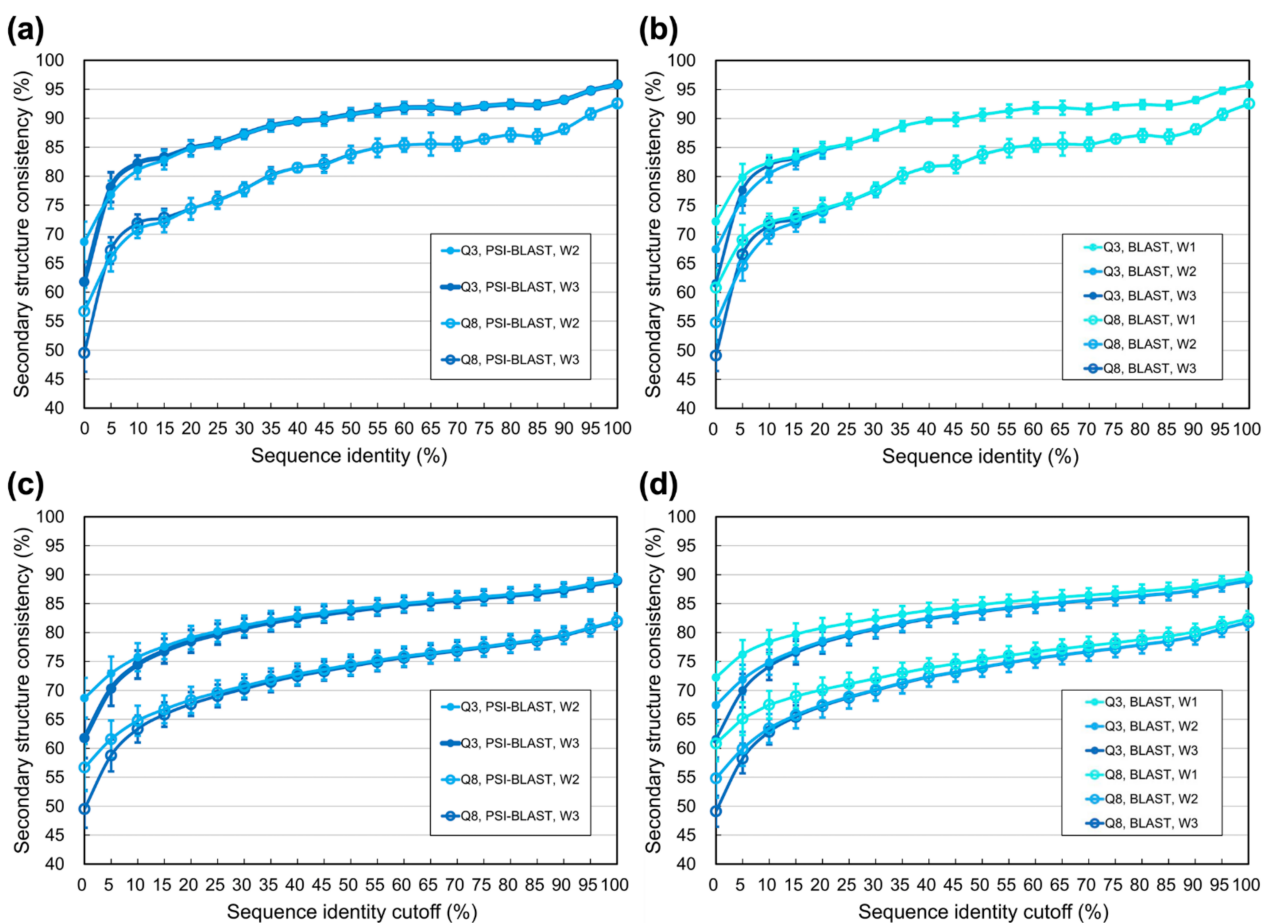 (a)
Secondary structure consistency (%)
100
95
90
85
80
75
70
65
60
55
50
45
40
Q3, PSI-BLAST, W2
Q3, PSI-BLAST, W3
Q8, PSI-BLAST, W2
Q8, PSI-BLAST, W3
0 5 10 15 20 25 30 35 40 45 50 55 60 65 70 75 80 85 90 95 100
Sequence identity (%)
(b)
Secondary structure consistency (%)
100
95
90
85
80
75
70
65
60
55
50
45
40
Q3, BLAST, W1
Q3, BLAST, W2
Q3, BLAST, W3
Q8, BLAST, W1
Q8, BLAST, W2
Q8, BLAST, W3
0 5 10 15 20 25 30 35 40 45 50 55 60 65 70 75 80 85 90 95 100
Sequence identity (%)
(c)
Secondary structure consistency (%)
100
95
90
85
80
75
70
65
60
55
50
45
40
Q3, PSI-BLAST, W2
Q3, PSI-BLAST, W3
Q8, PSI-BLAST, W2
Q8, PSI-BLAST, W3
0 5 10 15 20 25 30 35 40 45 50 55 60 65 70 75 80 85 90 95 100
Sequence identity cutoff (%)
(d)
Secondary structure consistency (%)
100
95
90
85
80
75
70
65
60
55
50
45
40
Q3, BLAST, W1
Q3, BLAST, W2
Q3, BLAST, W3
Q8, BLAST, W1
Q8, BLAST, W2
Q8, BLAST, W3
0 5 10 15 20 25 30 35 40 45 50 55 60 65 70 75 80 85 90 95 100
Sequence identity cutoff (%)